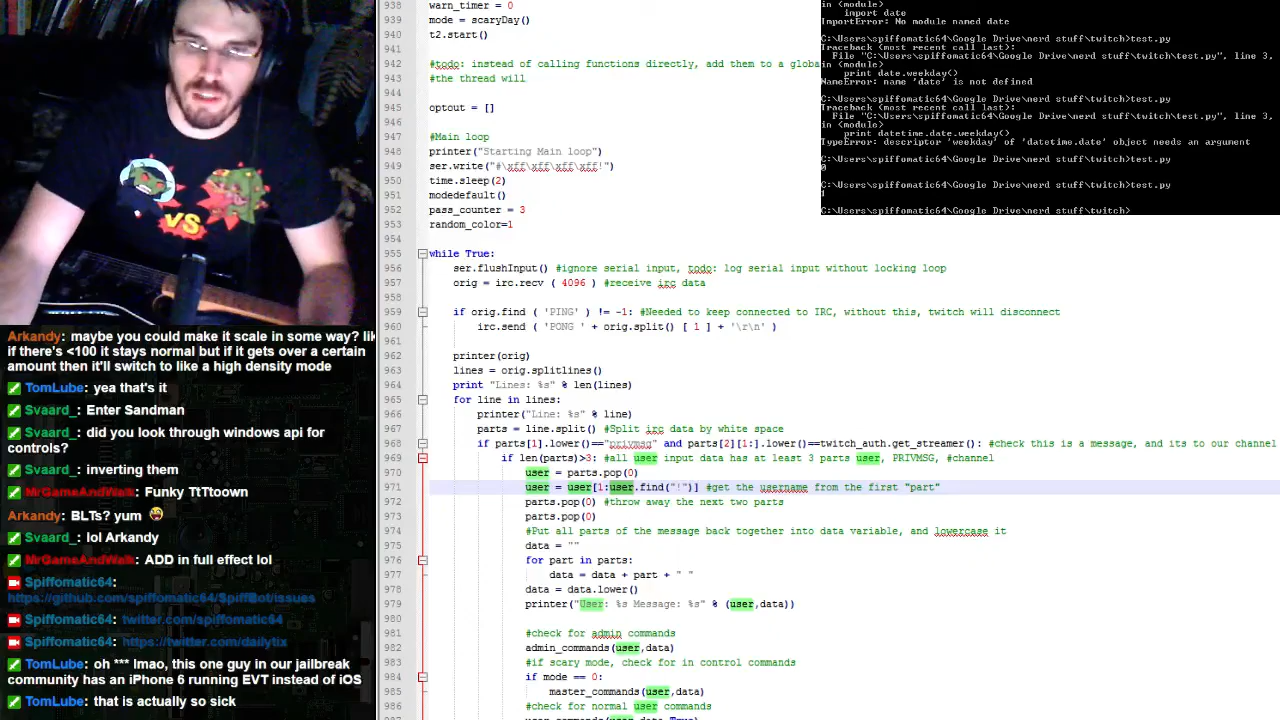 VS
Arkandy: maybe you could make it scale in some way? lik
if there's <100 it stays normal but if it gets over a certain
amount then it'll switch to like a high density mode
TomLube: yea that's it
Svaard_: Enter Sandman
Svaard_: did you look through windows api for
controls?
Svaard_: inverting them
MrGameAndWalt: Funky TtTtoown
Arkandy: BLTs? yum
Svaard_: lol Arkandy
MrGameAndWalt: ADD in full effect lol
Spiffomatic64:
https://github.com/spiffomatic64/SpiffBot/issues
Spiffomatic64: twitter.com/spiffomatic64
Spiffomatic64: https://twitter.com/dailytix
TomLube: oh *** lmao, this one guy in our jailbreak
community has an iPhone 6 running EVT instead of iOS
TomLube: that is actually so sick
938 warn_timer = 0
939 mode = scaryDay()
940 t2.start()
941
942 #todo: instead of calling functions directly, add them to a globa
943 #the thread will
944
945 optout = []
946
947 #Main loop
948 printer("Starting Main loop")
949 ser.write("#\xff\xff\xff\xff!")
950 time.sleep(2)
951 modedefault()
952 pass_counter = 3
953 random_color=1
954
955 while True:
956 ser.flushInput() #ignore serial input, todo: log serial input without locking loop
957 orig = irc.recv ( 4096 ) #receive irc data
958
959 if orig.find ( 'PING' ) != -1: #Needed to keep connected to IRC, without this, twitch will disconnect
960 irc.send ( 'PONG ' + orig.split() [ 1 ] + '\r\n' )
961
962 printer(orig)
963 lines = orig.splitlines()
964 print "Lines: %s" % len(lines)
965 for line in lines:
966 printer("Line: %s" % line)
967 parts = line.split() #Split irc data by white space
968 if parts[1].lower()=="privmsg" and parts[2][1:].lower()==twitch_auth.get_streamer(): #check this is a message, and its to our channel
969 if len(parts)>3: #all user input data has at least 3 parts user, PRIVMSG, #channel
970 user = parts.pop(0)
971 user = user[1:user.find("!")] #get the username from the first "part"
972 parts.pop(0) #throw away the next two parts
973 parts.pop(0)
974 #Put all parts of the message back together into data variable, and lowercase it
975 data = ""
976 for part in parts:
977 data = data + part + " "
978 data = data.lower()
979 printer("User: %s Message: %s" % (user,data))
980
981 #check for admin commands
982 admin_commands(user,data)
983 #if scary mode, check for in control commands
984 if mode == 0:
985 master_commands(user,data)
986 #check for normal user commands
987 user_commands(user,data,True)
in (module)
import date
ImportError: No module named date
C:\Users\spiffomatic64\Google Drive\nerd stuff\twitch>test.py
Traceback (most recent call last):
File "C:\Users\spiffomatic64\Google Drive\nerd stuff\twitch\test.py", line 3,
in (module)
print date.weekday()
NameError: name 'date' is not defined
C:\Users\spiffomatic64\Google Drive\nerd stuff\twitch>test.py
Traceback (most recent call last):
File "C:\Users\spiffomatic64\Google Drive\nerd stuff\twitch\test.py", line 3,
in (module)
print datetime.date.weekday()
TypeError: descriptor 'weekday' of 'datetime.date' object needs an argument
C:\Users\spiffomatic64\Google Drive\nerd stuff\twitch>test.py
0
C:\Users\spiffomatic64\Google Drive\nerd stuff\twitch>test.py
1
C:\Users\spiffomatic64\Google Drive\nerd stuff\twitch>